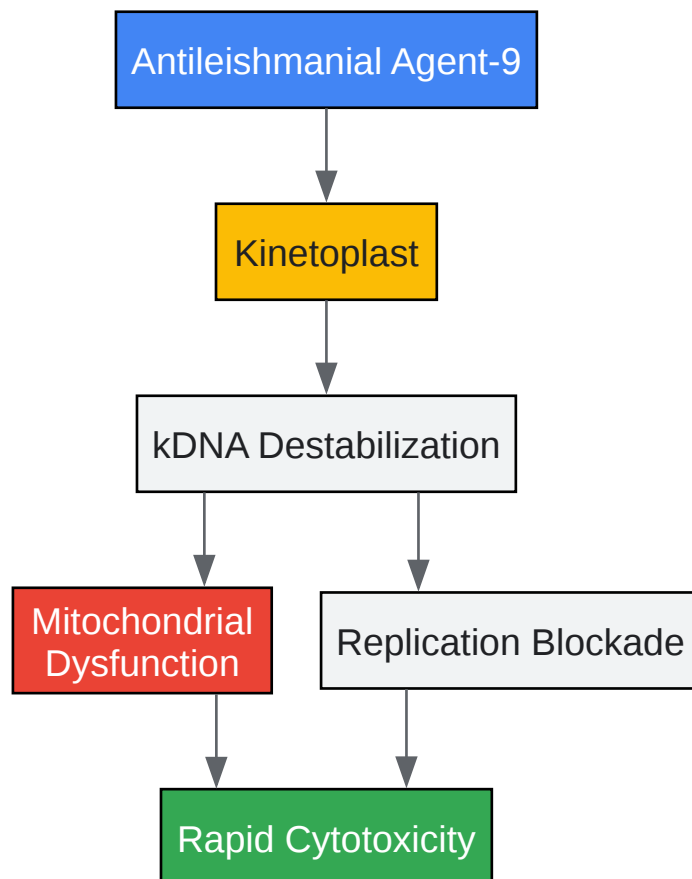 Antileishmanial Agent-9
Kinetoplast
kDNA Destabilization
Mitochondrial
Dysfunction
Replication Blockade
Rapid Cytotoxicity